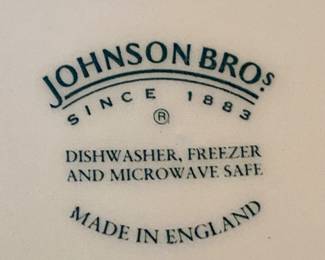 JOHNSON BROS
SINCE 1883
®
DISHWASHER, FREEZER
AND MICROWAVE SAFE
MADE IN ENGLAND